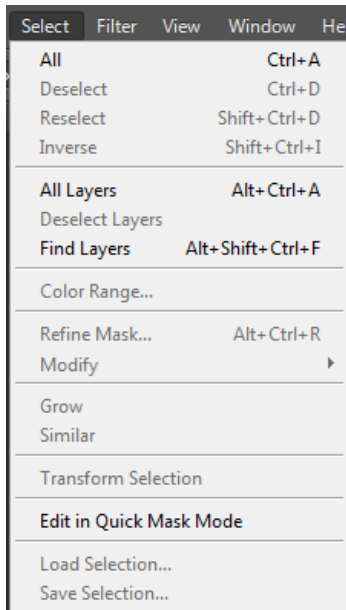 Select Filter View Window He
All Ctrl+A
Deselect Ctrl+D
Reselect Shift+Ctrl+D
Inverse Shift+Ctrl+I
All Layers Alt+Ctrl+A
Deselect Layers
Find Layers Alt+Shift+Ctrl+F
Color Range...
Refine Mask... Alt+Ctrl+R
Modify
Grow
Similar
Transform Selection
Edit in Quick Mask Mode
Load Selection...
Save Selection...